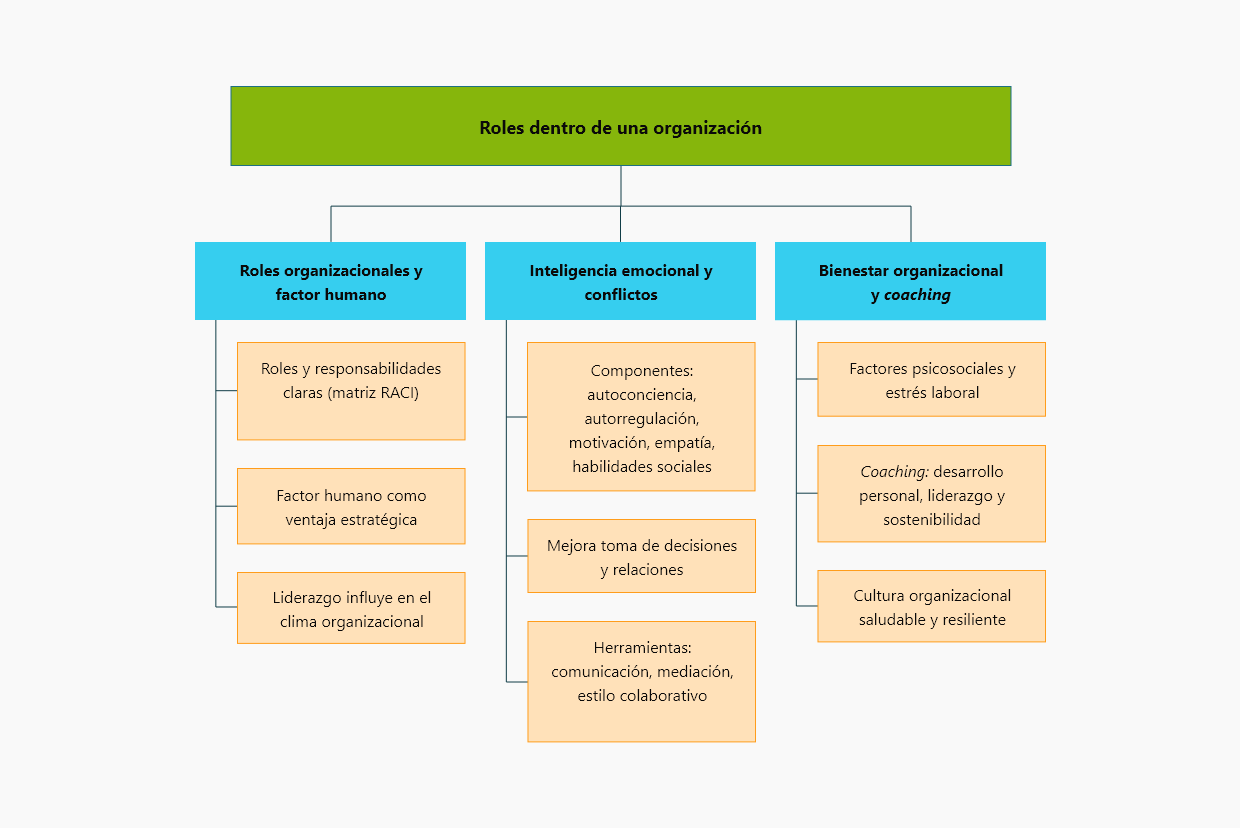 Roles dentro de una organización
Roles organizacionales y
factor humano
Roles y responsabilidades
claras (matriz RACI)
Factor humano como
ventaja estratégica
Liderazgo influye en el
clima organizacional
Inteligencia emocional y
conflictos
Componentes:
autoconciencia,
autorregulación,
motivación, empatía,
habilidades sociales
Mejora toma de decisiones
y relaciones
Herramientas:
comunicación, mediación,
estilo colaborativo
Bienestar organizacional
y coaching
Factores psicosociales y
estrés laboral
Coaching: desarrollo
personal, liderazgo y
sostenibilidad
Cultura organizacional
saludable y resiliente